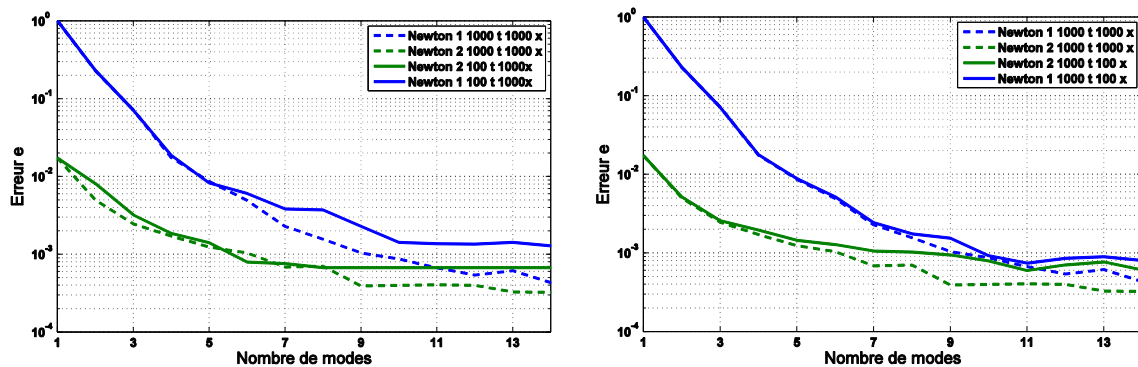 Erreur e
10^0
10^-1
10^-2
10^-3
10^-4
1
3
5
7
9
11
13
Nombre de modes
Newton 1 1000 t 1000 x
Newton 2 1000 t 1000 x
Newton 2 100 t 1000x
Newton 1 100 t 1000x
Erreur e
10^0
10^-1
10^-2
10^-3
10^-4
1
3
5
7
9
11
13
Nombre de modes
Newton 1 1000 t 1000 x
Newton 2 1000 t 1000 x
Newton 2 1000 t 100 x
Newton 1 1000 t 100 x